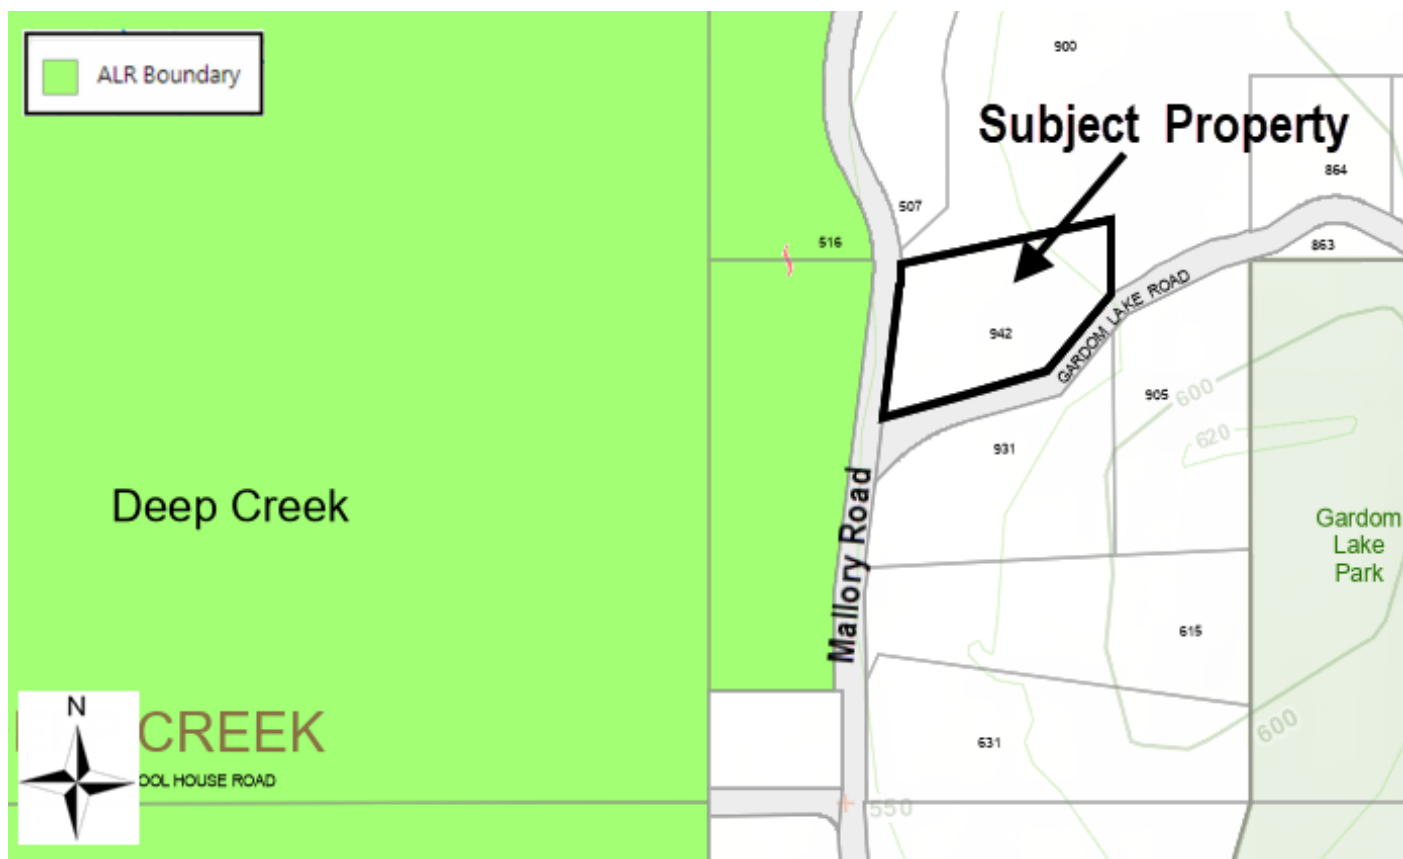 ALR Boundary
900
Subject Property
864
507
516
863
GARDOM LAKE ROAD
942
905
600
620
931
Deep Creek
Mallory Road
Gardom
Lake
Park
615
N
CREEK
600
631
OOL HOUSE ROAD
550